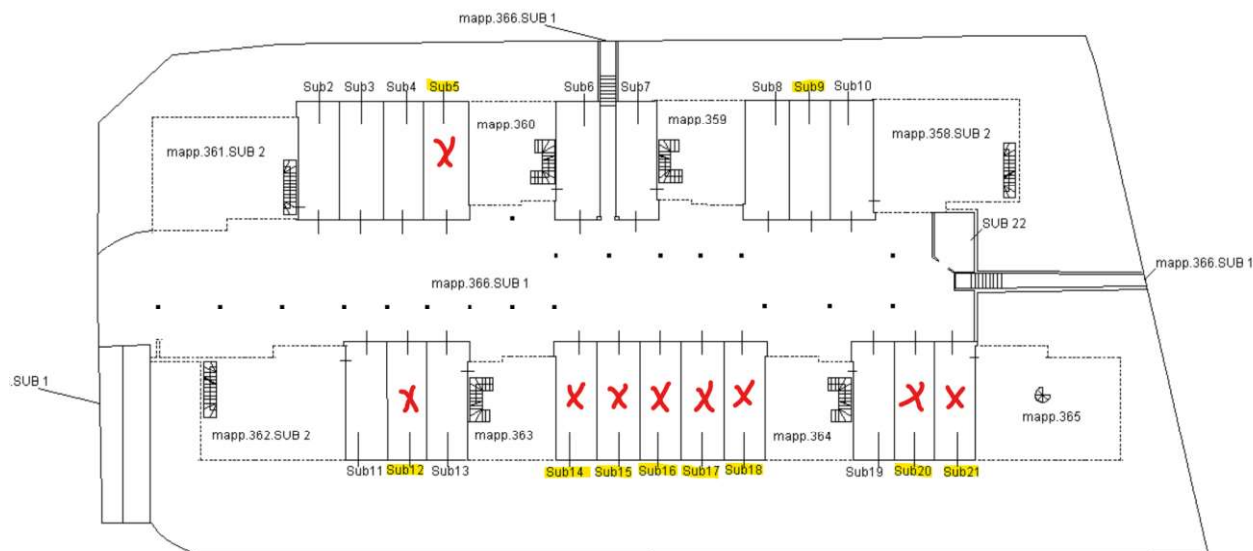 mapp.366.SUB 1
Sub2 Sub3 Sub4 Sub5 Sub6 Sub7 Sub8 Sub9 Sub10
mapp.360 mapp.359
mapp.361.SUB 2 mapp.358.SUB 2
SUB 22
mapp.366.SUB 1
mapp.366.SUB 1
.SUB 1
mapp.365
mapp.362.SUB 2 mapp.363 mapp.364
Sub11 Sub12 Sub13 Sub14 Sub15 Sub16 Sub17 Sub18 Sub19 Sub20 Sub21